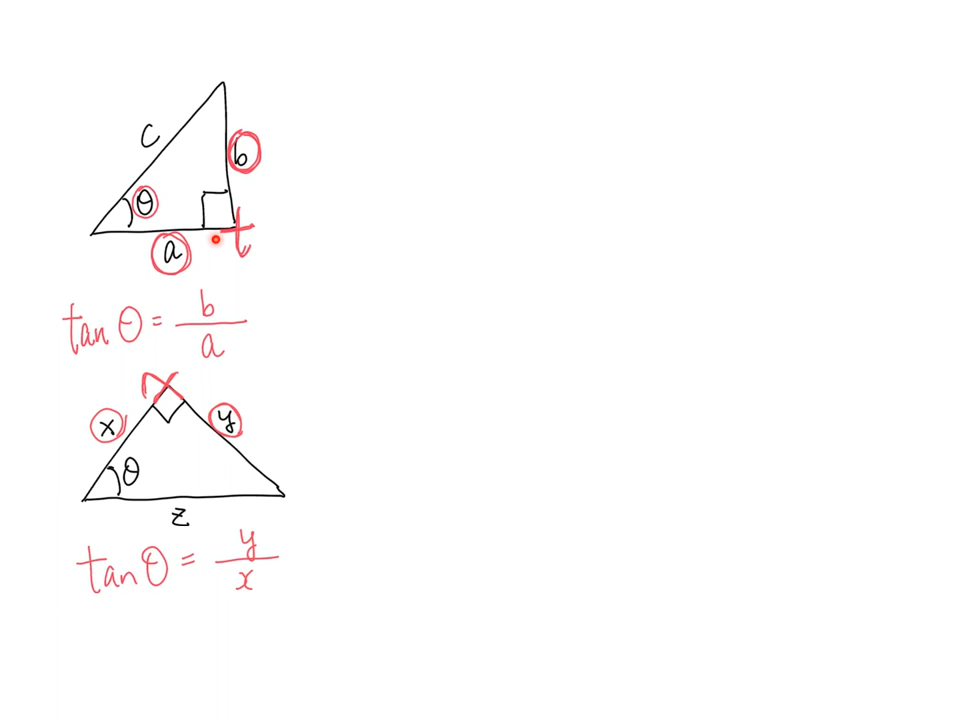 c
b
θ
a
t
tan θ = b/a
x
y
θ
z
tan θ = y/x